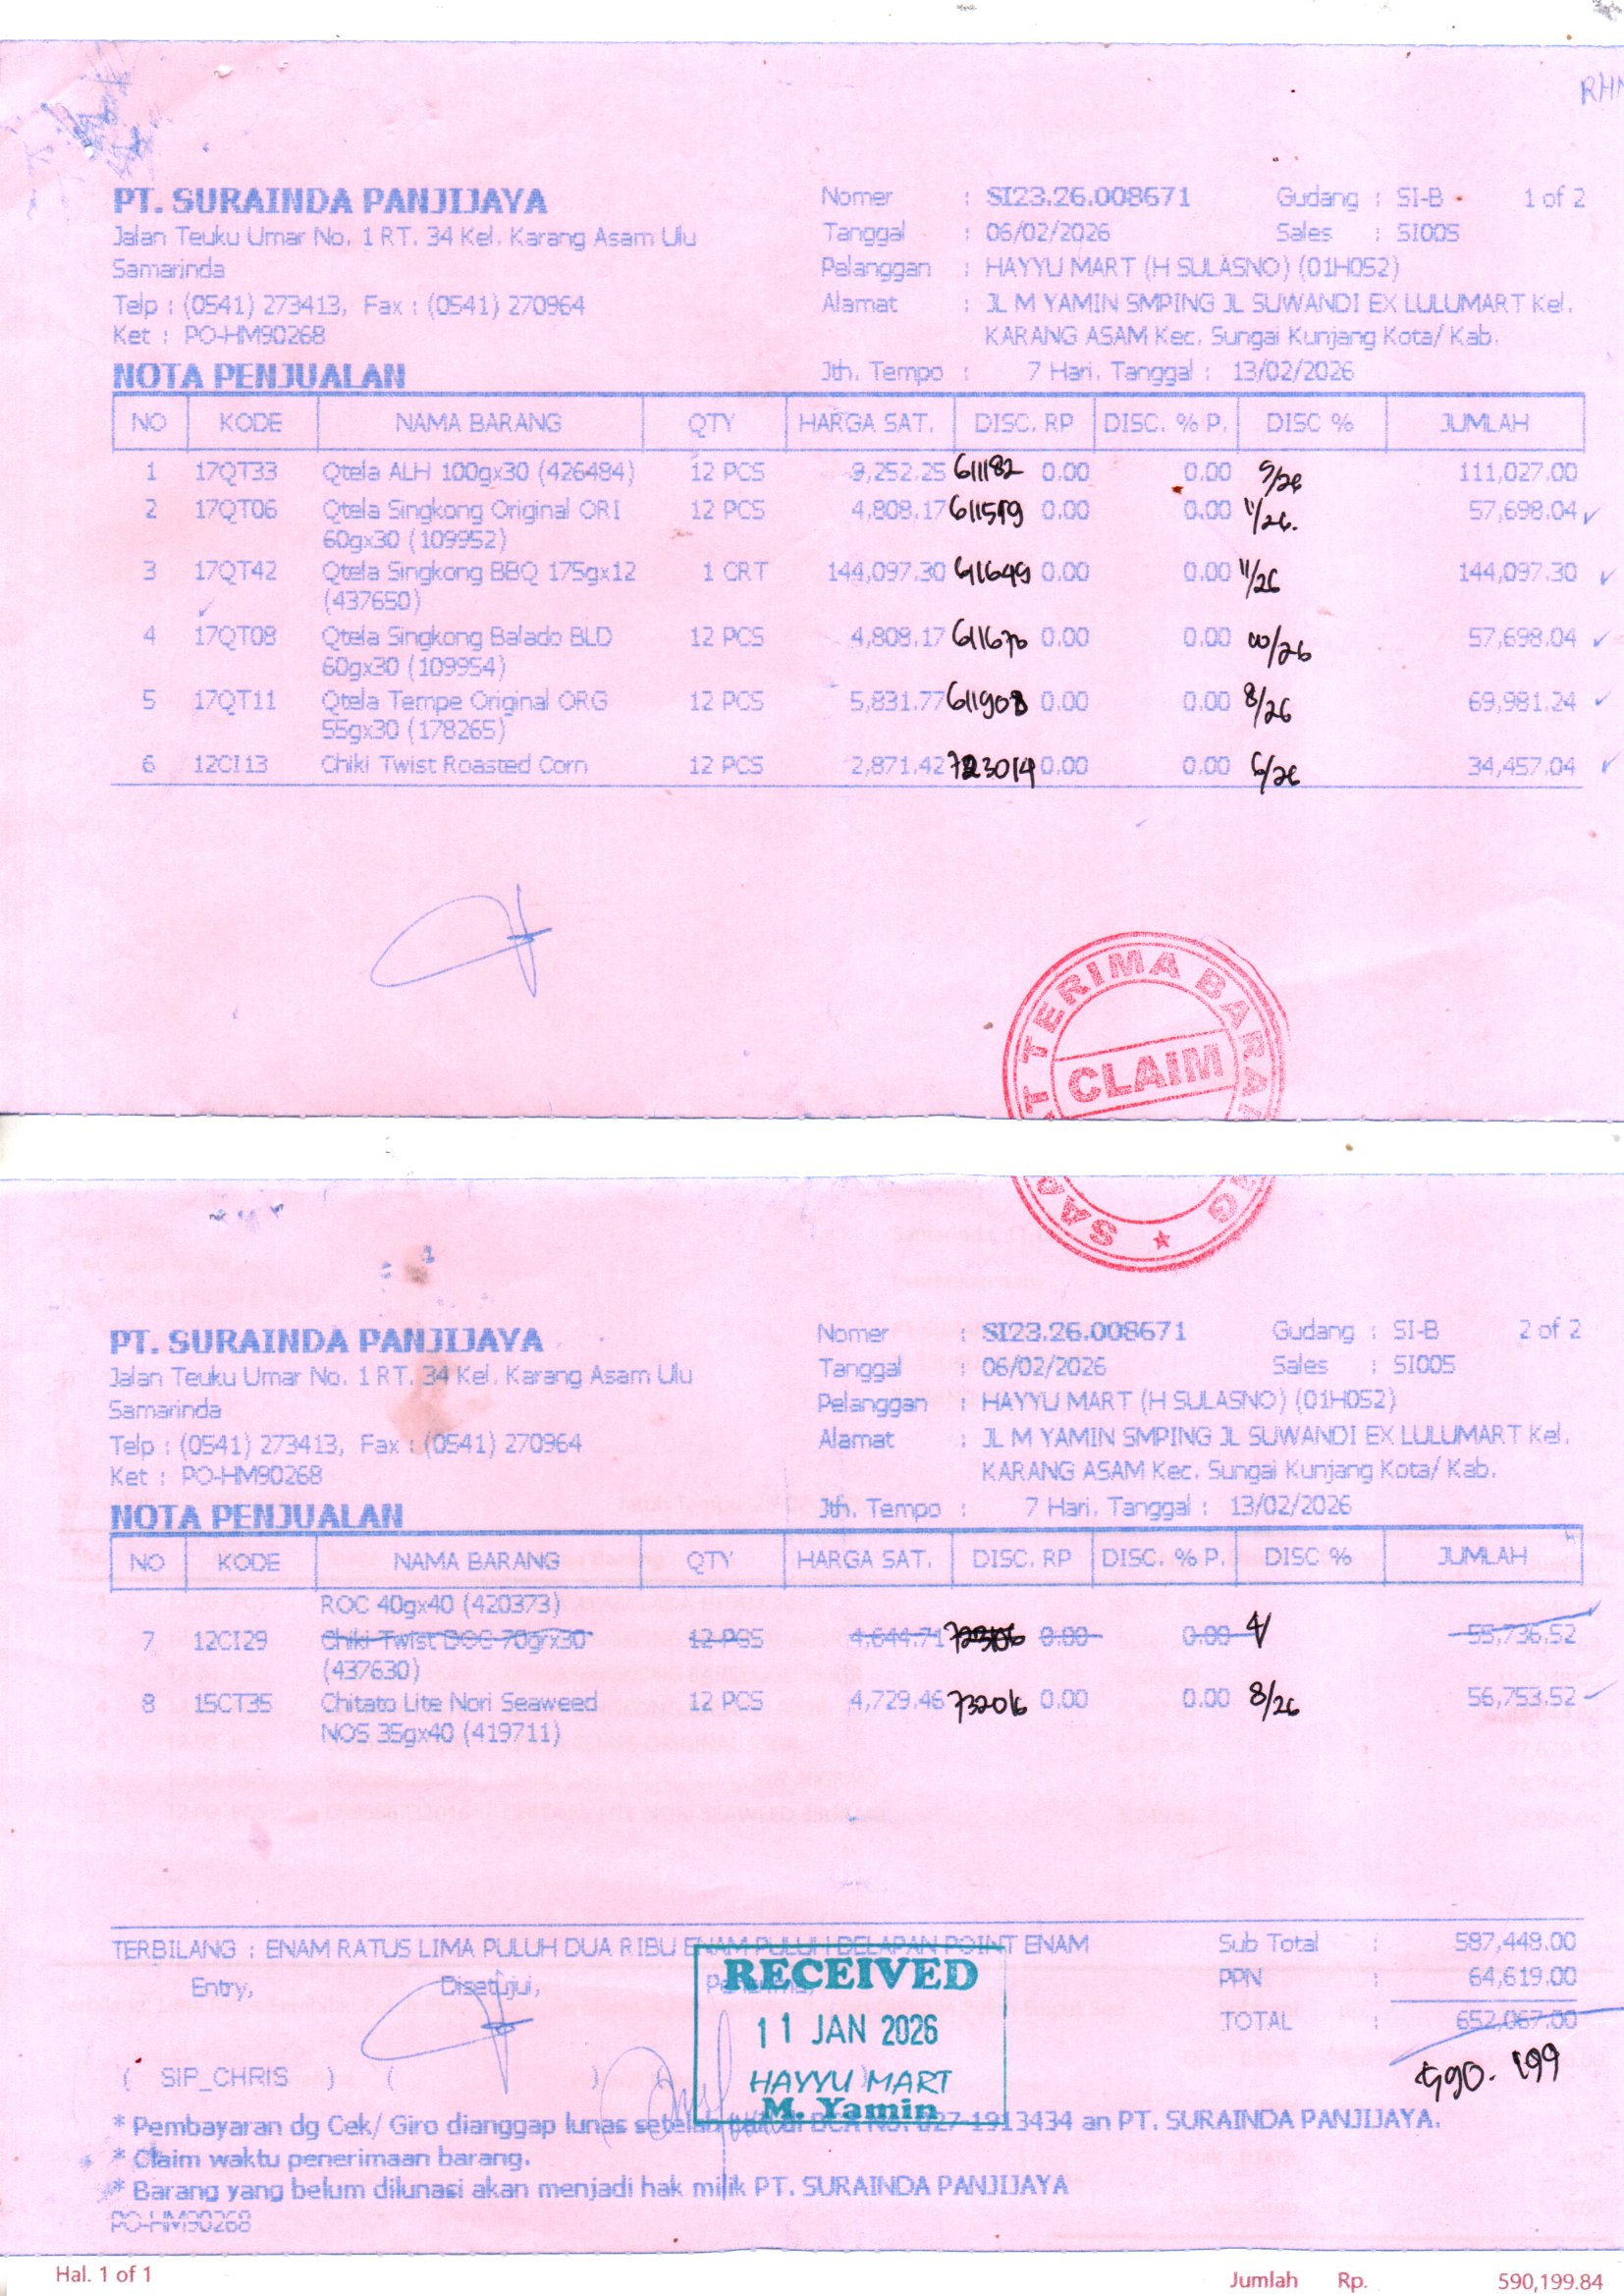 RHN
PT. SURAINDA PANJIJAYA
Jalan Teuku Umar No. 1 RT. 34 Kel. Karang Asam Ulu
Samarinda
Telp : (0541) 273413, Fax : (0541) 270964
Ket : PO-HM90268
NOTA PENJUALAN
Nomer : SI23.26.008671 Gudang : SI-B 1 of 2
Tanggal : 06/02/2026 Sales : SI005
Pelanggan : HAYYU MART (H SULASNO) (01H052)
Alamat : JL M YAMIN SMPING JL SUWANDI EX LULUMART Kel.
KARANG ASAM Kec. Sungai Kunjang Kota/ Kab.
Jth. Tempo : 7 Hari. Tanggal : 13/02/2026
NO KODE NAMA BARANG QTY HARGA SAT. DISC. RP DISC. % P. DISC % JUMLAH
1 17QT33 Qtela ALH 100gx30 (426484) 12 PCS 9,252.25 611182 0.00 0.00 9/26 111,027.00
2 17QT06 Qtela Singkong Original ORI 12 PCS 4,808.17 611519 0.00 0.00 11/26. 57,698.04
60gx30 (109952)
3 17QT42 Qtela Singkong BBQ 175gx12 1 CRT 144,097.30 611649 0.00 0.00 11/26 144,097.30
(437650)
4 17QT08 Qtela Singkong Balado BLD 12 PCS 4,808.17 611670 0.00 0.00 /26 57,698.04
60gx30 (109954)
5 17QT11 Qtela Tempe Original ORG 12 PCS 5,831.77 611908 0.00 0.00 8/26 69,981.24
55gx30 (178265)
6 12CI13 Chiki Twist Roasted Corn 12 PCS 2,871.42 723014 0.00 0.00 6/26 34,457.04
SAAT TERIMA BARANG
CLAIM
PT. SURAINDA PANJIJAYA
Jalan Teuku Umar No. 1 RT. 34 Kel. Karang Asam Ulu
Samarinda
Telp : (0541) 273413, Fax : (0541) 270964
Ket : PO-HM90268
NOTA PENJUALAN
Nomer : SI23.26.008671 Gudang : SI-B 2 of 2
Tanggal : 06/02/2026 Sales : SI005
Pelanggan : HAYYU MART (H SULASNO) (01H052)
Alamat : JL M YAMIN SMPING JL SUWANDI EX LULUMART Kel.
KARANG ASAM Kec. Sungai Kunjang Kota/ Kab.
Jth. Tempo : 7 Hari. Tanggal : 13/02/2026
NO KODE NAMA BARANG QTY HARGA SAT. DISC. RP DISC. % P. DISC % JUMLAH
ROC 40gx40 (420373)
7 12CI29 Chiki Twist DOC 70grx30 12 PCS 4,644.71 0.00 0.00 4/ 55,736.52
(437630)
8 15CT35 Chitato Lite Nori Seaweed 12 PCS 4,729.46 732016 0.00 0.00 8/26 56,753.52
NOS 35gx40 (419711)
TERBILANG : ENAM RATUS LIMA PULUH DUA RIBU ENAM PULUH DELAPAN POINT ENAM
Sub Total : 587,448.00
PPN : 64,619.00
TOTAL : 652,067.00
590.199
Entry, Disetujui, Penerima,
( SIP_CHRIS ) ( ) ( )
RECEIVED
11 JAN 2026
HAYYU MART
M. Yamin
* Pembayaran dg Cek/ Giro dianggap lunas setelah BCA No. 027 1913434 an PT. SURAINDA PANJIJAYA.
* Claim waktu penerimaan barang.
* Barang yang belum dilunasi akan menjadi hak milik PT. SURAINDA PANJIJAYA
PO-HM90268
Hal. 1 of 1 Jumlah Rp. 590,199.84